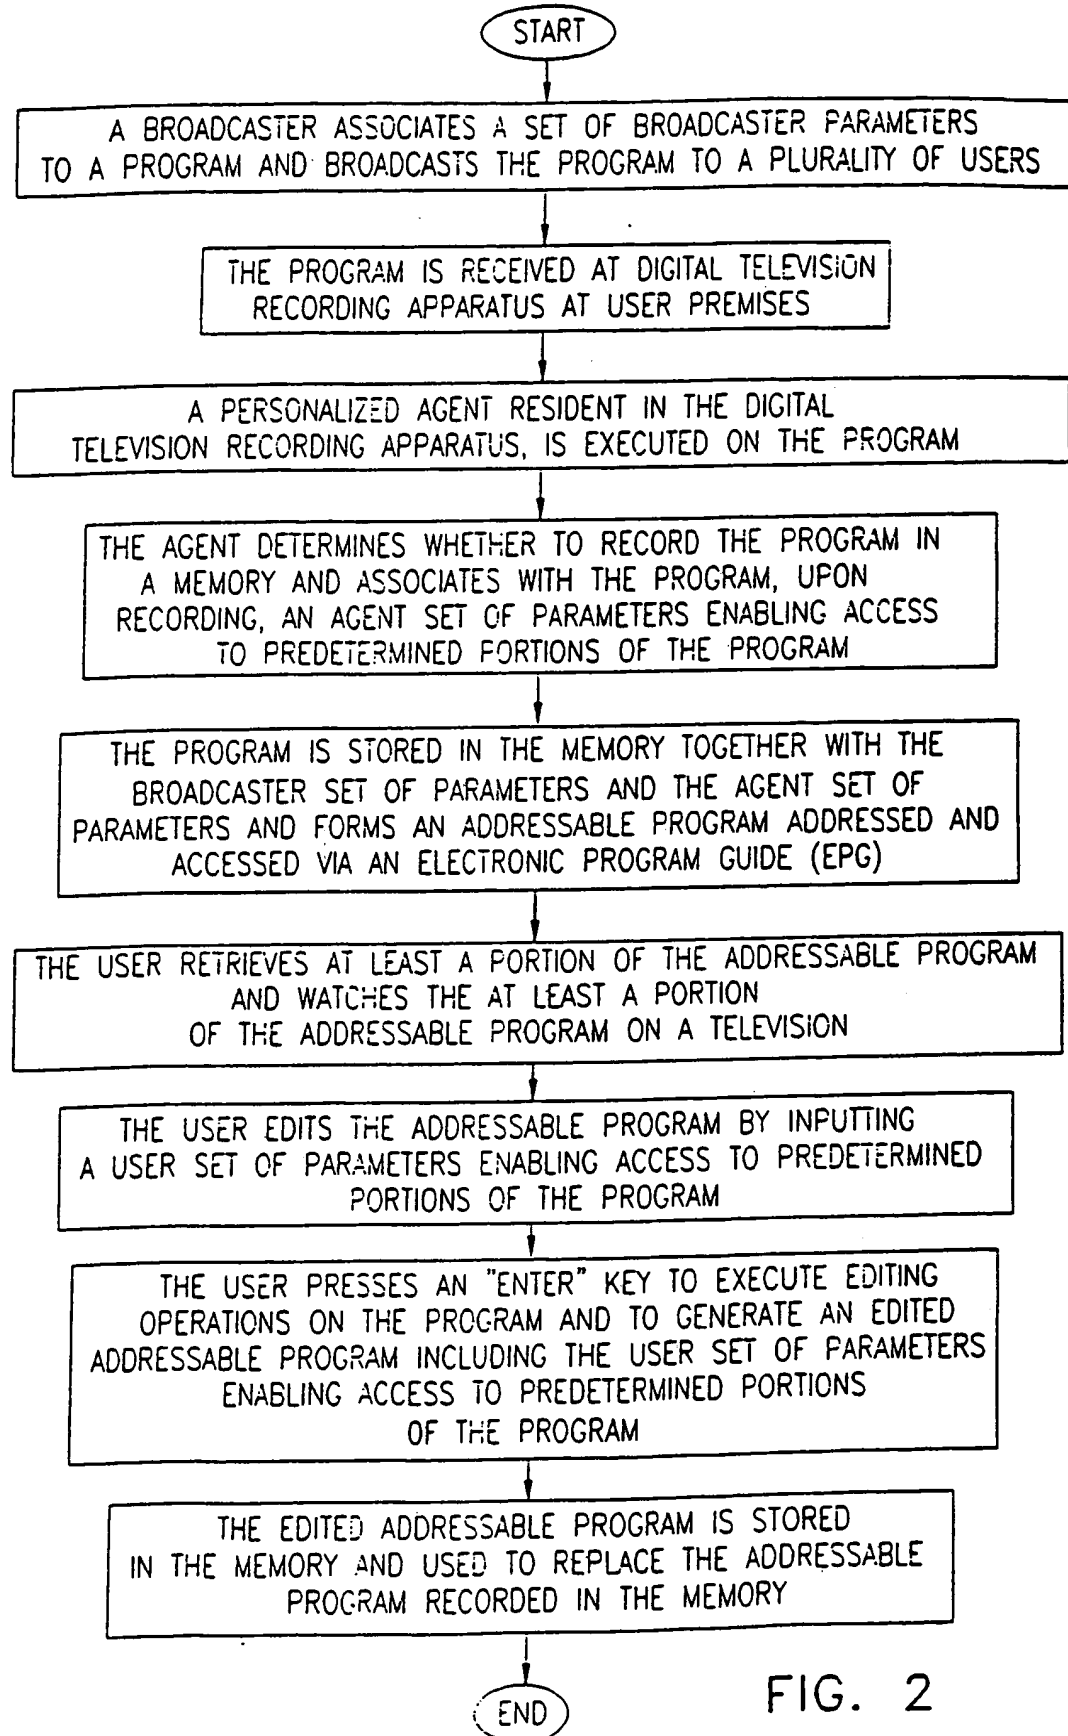 START
A BROADCASTER ASSOCIATES A SET OF BROADCASTER PARAMETERS
TO A PROGRAM AND BROADCASTS THE PROGRAM TO A PLURALITY OF USERS
THE PROGRAM IS RECEIVED AT DIGITAL TELEVISION
RECORDING APPARATUS AT USER PREMISES
A PERSONALIZED AGENT RESIDENT IN THE DIGITAL
TELEVISION RECORDING APPARATUS, IS EXECUTED ON THE PROGRAM
THE AGENT DETERMINES WHETHER TO RECORD THE PROGRAM IN
A MEMORY AND ASSOCIATES WITH THE PROGRAM, UPON
RECORDING, AN AGENT SET OF PARAMETERS ENABLING ACCESS
TO PREDETERMINED PORTIONS OF THE PROGRAM
THE PROGRAM IS STORED IN THE MEMORY TOGETHER WITH THE
BROADCASTER SET OF PARAMETERS AND THE AGENT SET OF
PARAMETERS AND FORMS AN ADDRESSABLE PROGRAM ADDRESSED AND
ACCESSED VIA AN ELECTRONIC PROGRAM GUIDE (EPG)
THE USER RETRIEVES AT LEAST A PORTION OF THE ADDRESSABLE PROGRAM
AND WATCHES THE AT LEAST A PORTION
OF THE ADDRESSABLE PROGRAM ON A TELEVISION
THE USER EDITS THE ADDRESSABLE PROGRAM BY INPUTTING
A USER SET OF PARAMETERS ENABLING ACCESS TO PREDETERMINED
PORTIONS OF THE PROGRAM
THE USER PRESSES AN "ENTER" KEY TO EXECUTE EDITING
OPERATIONS ON THE PROGRAM AND TO GENERATE AN EDITED
ADDRESSABLE PROGRAM INCLUDING THE USER SET OF PARAMETERS
ENABLING ACCESS TO PREDETERMINED PORTIONS
OF THE PROGRAM
THE EDITED ADDRESSABLE PROGRAM IS STORED
IN THE MEMORY AND USED TO REPLACE THE ADDRESSABLE
PROGRAM RECORDED IN THE MEMORY
END
FIG. 2